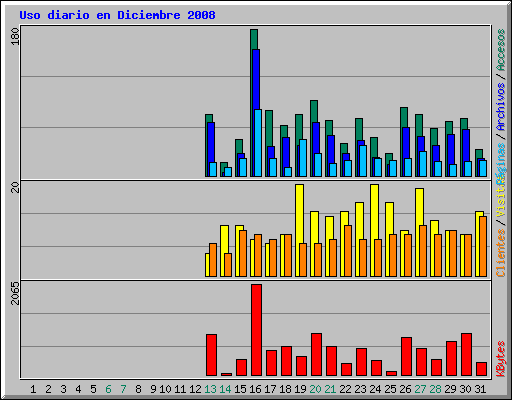 Uso diario en Diciembre 2008
180
20
2065
Accesos
/ Archivos /
Páginas
Clientes / visitas
KBytes
1 2 3 4 5 6 7 8 9 10 11 12 13 14 15 16 17 18 19 20 21 22 23 24 25 26 27 28 29 30 31